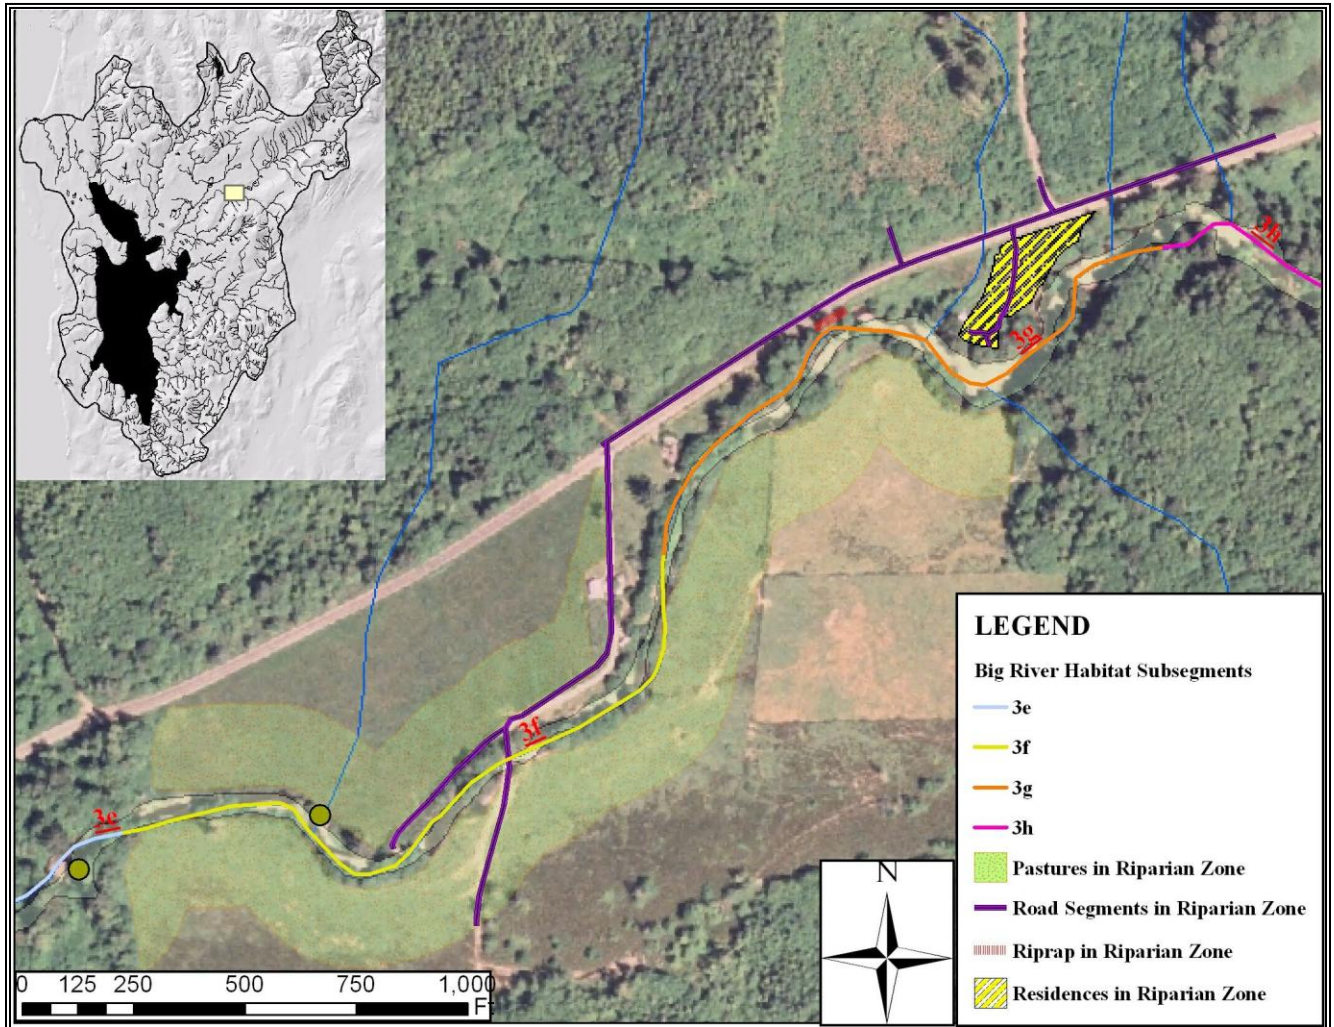 3h
3g
3f
3e
LEGEND
Big River Habitat Subsegments
3e
3f
3g
3h
Pastures in Riparian Zone
Road Segments in Riparian Zone
Riprap in Riparian Zone
Residences in Riparian Zone
N
0 125 250 500 750 1,000
F